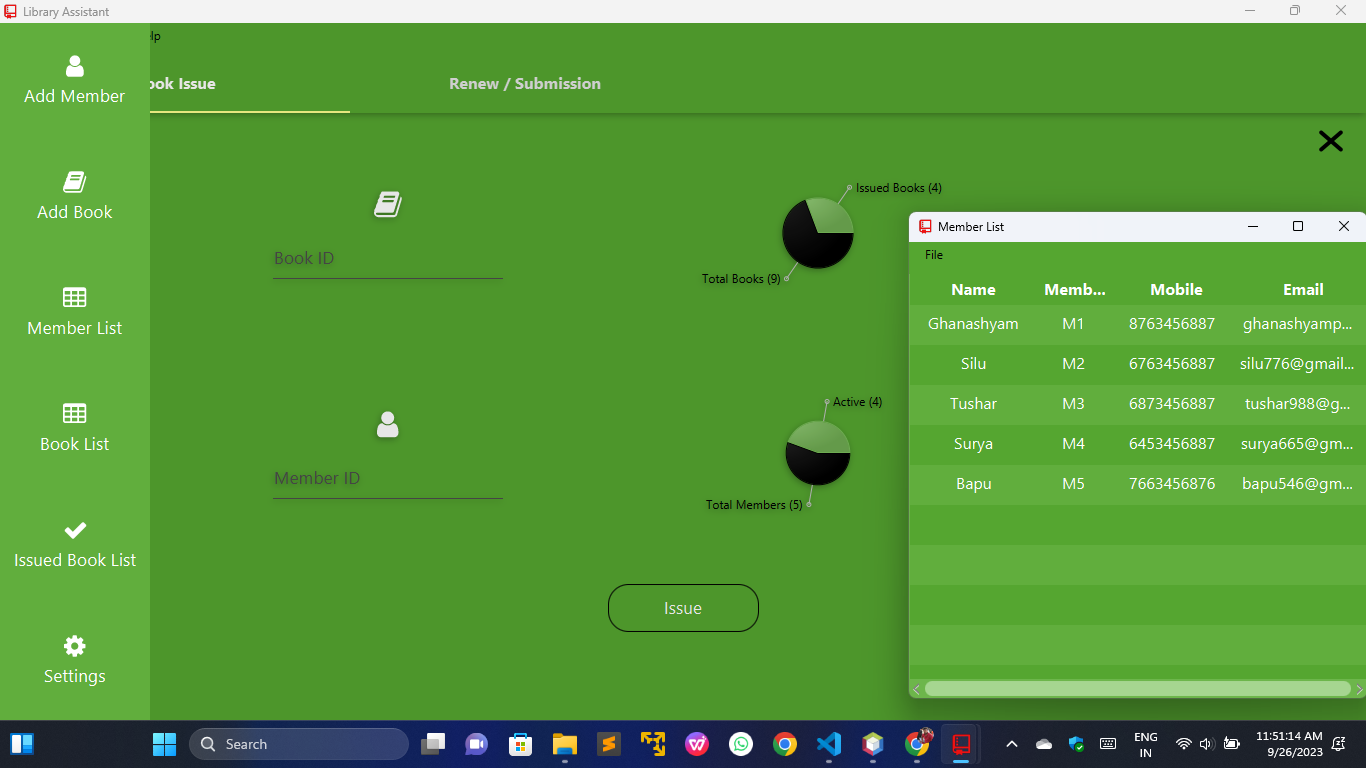 Library Assistant
lp
Add Member
ook Issue
Renew / Submission
Add Book
Book ID
Issued Books (4)
Total Books (9)
Member List
Book List
Member ID
Active (4)
Total Members (5)
Issued Book List
Issue
Settings
Member List
File
Name Memb... Mobile Email
Ghanashyam M1 8763456887 ghanashyamp...
Silu M2 6763456887 silu776@gmail...
Tushar M3 6873456887 tushar988@g...
Surya M4 6453456887 surya665@gm...
Bapu M5 7663456876 bapu546@gm...
Search
ENG
IN
11:51:14 AM
9/26/2023